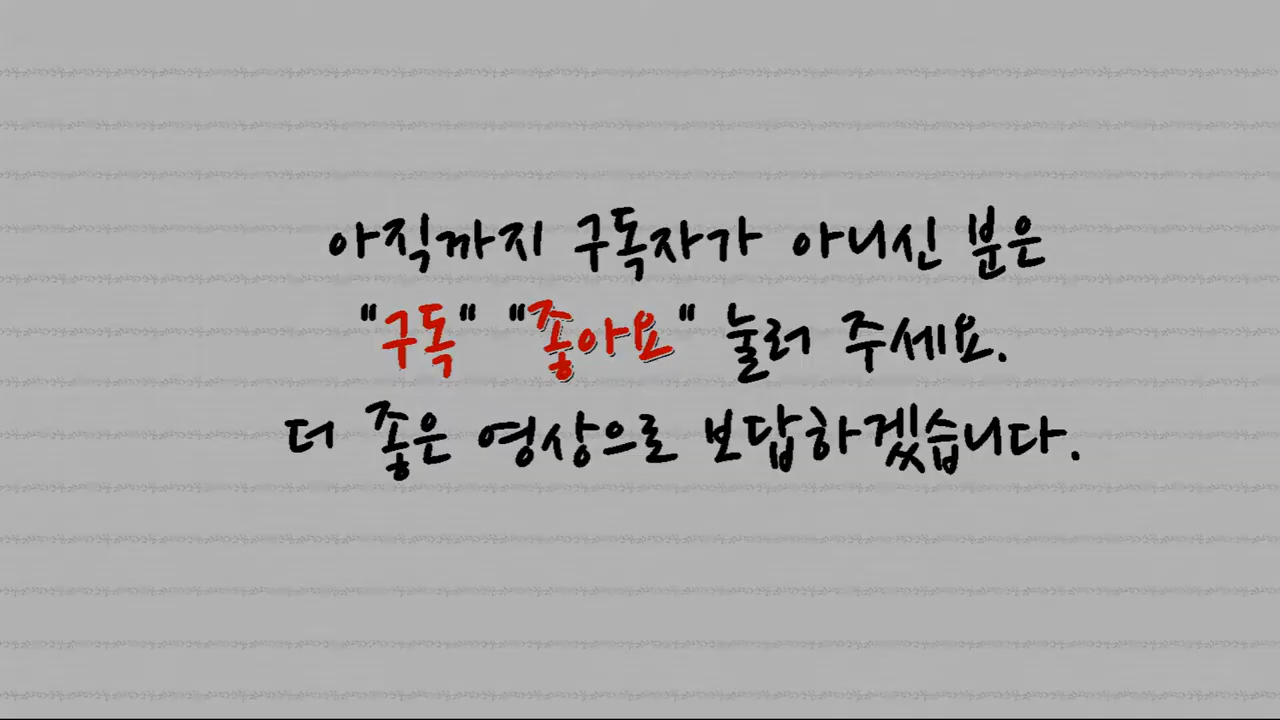 아직까지 구독자가 아니신 분은
"구독" "좋아요" 눌러 주세요.
더 좋은 영상으로 보답하겠습니다.